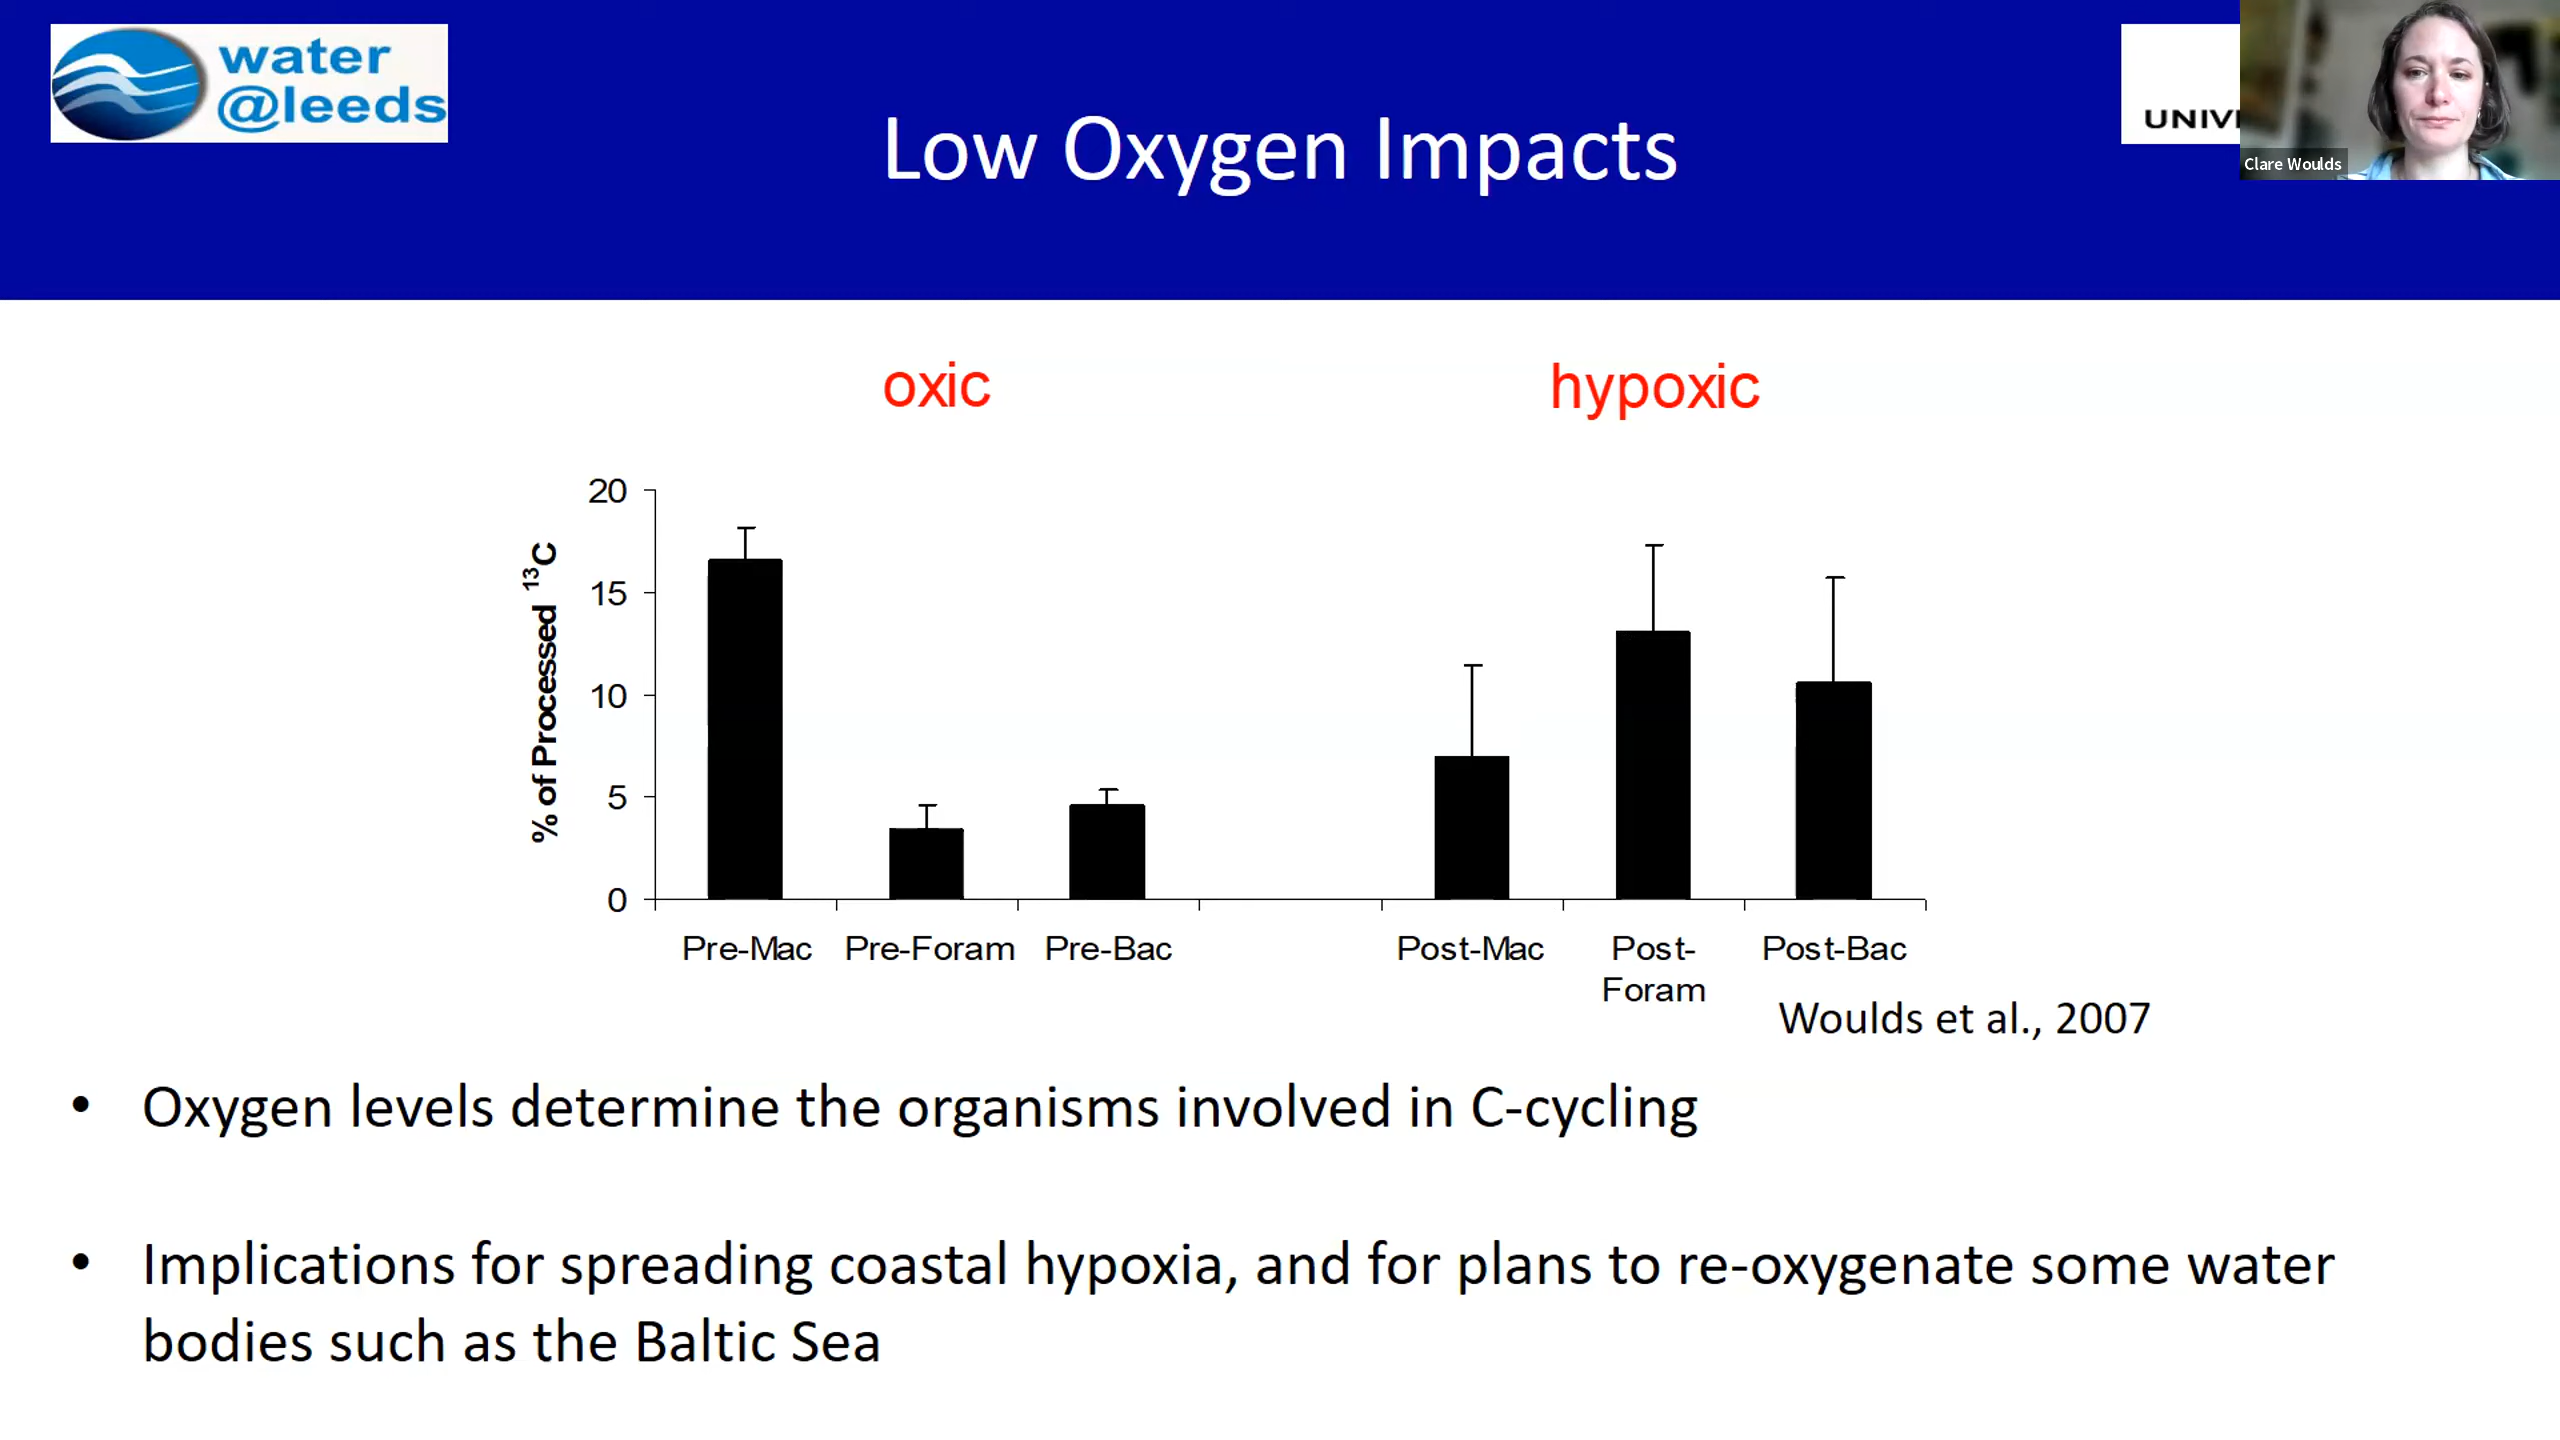 water
@leeds
Low Oxygen Impacts
UNIV
Clare Woulds
oxic
hypoxic
% of Processed ¹³C
20
15
10
5
0
Pre-Mac Pre-Foram Pre-Bac Post-Mac Post-Foram Post-Bac
Woulds et al., 2007
• Oxygen levels determine the organisms involved in C-cycling
• Implications for spreading coastal hypoxia, and for plans to re-oxygenate some water
bodies such as the Baltic Sea